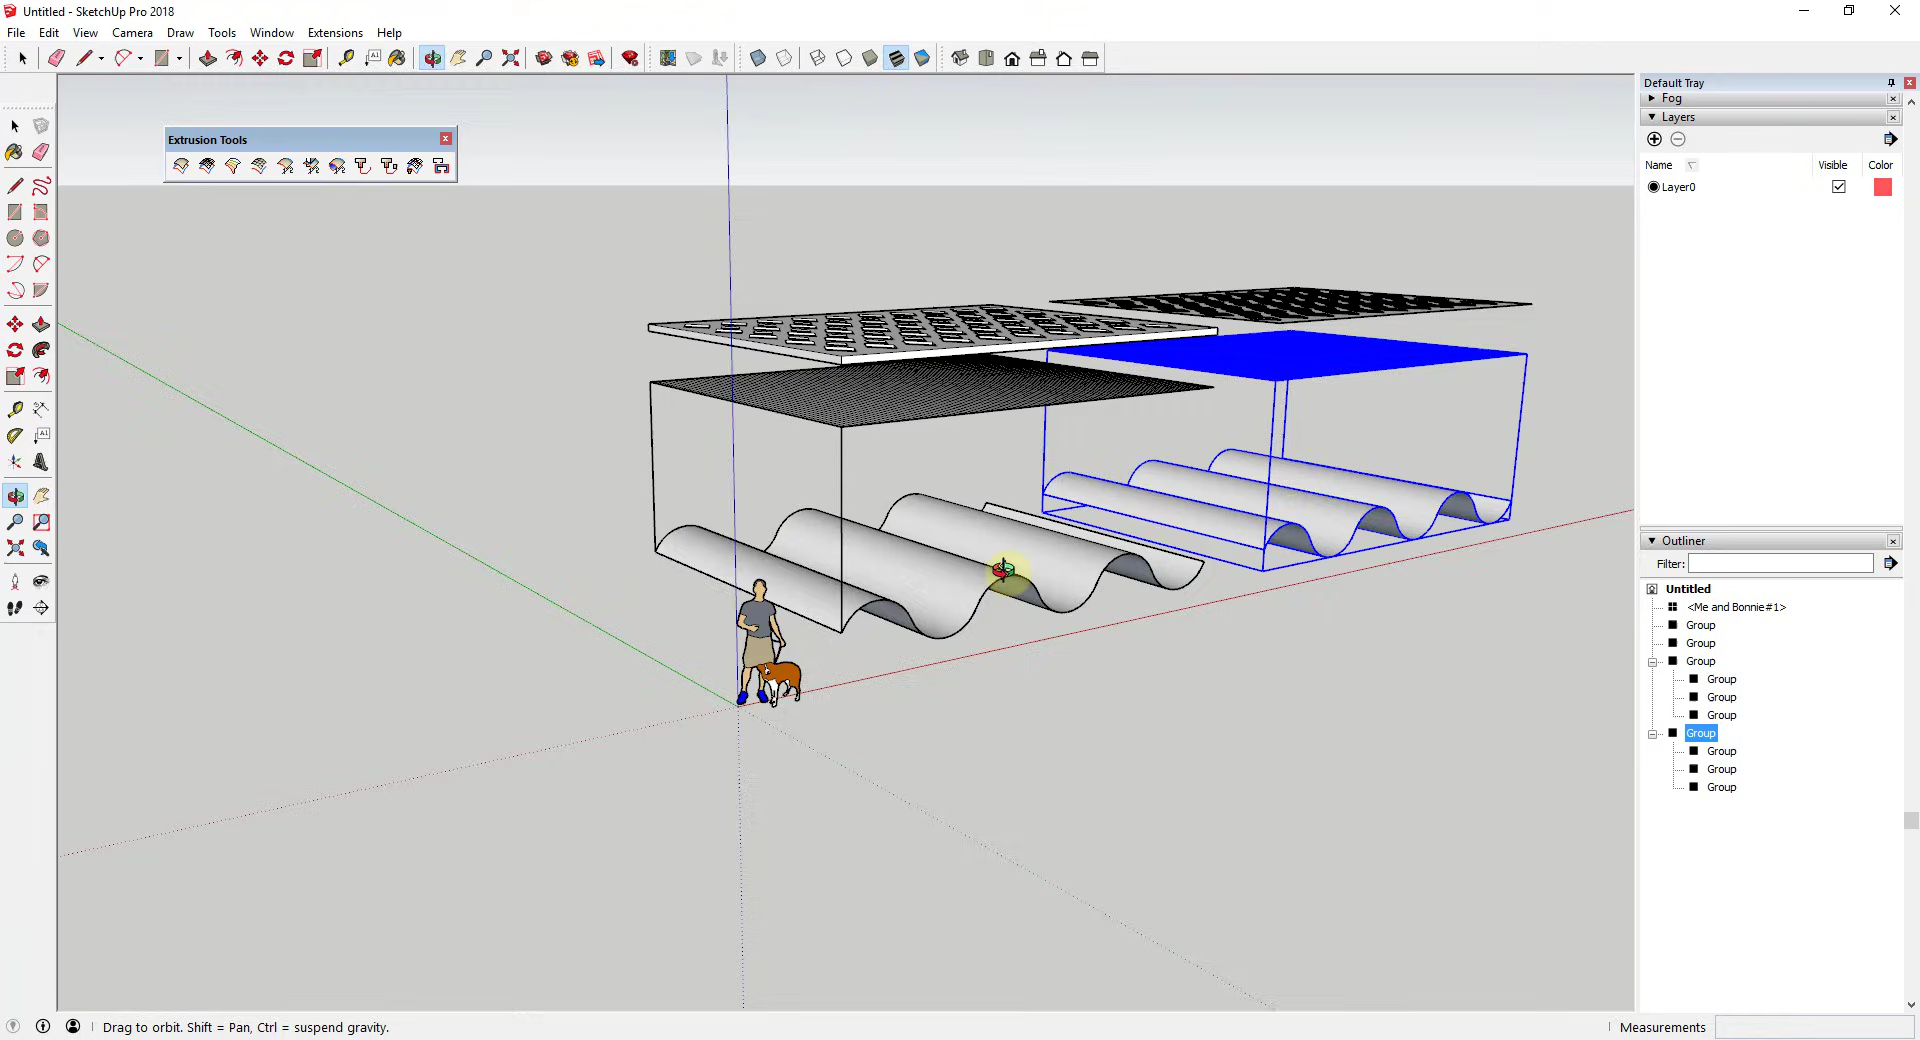 Untitled - SketchUp Pro 2018
File Edit View Camera Draw Tools Window Extensions Help
Extrusion Tools
Default Tray
Fog
Layers
Name Visible Color
Layer0
Outliner
Filter:
Untitled
<Me and Bonnie#1>
Group
Group
Group
Group
Group
Group
Group
Group
Group
Group
Drag to orbit. Shift = Pan, Ctrl = suspend gravity.
Measurements